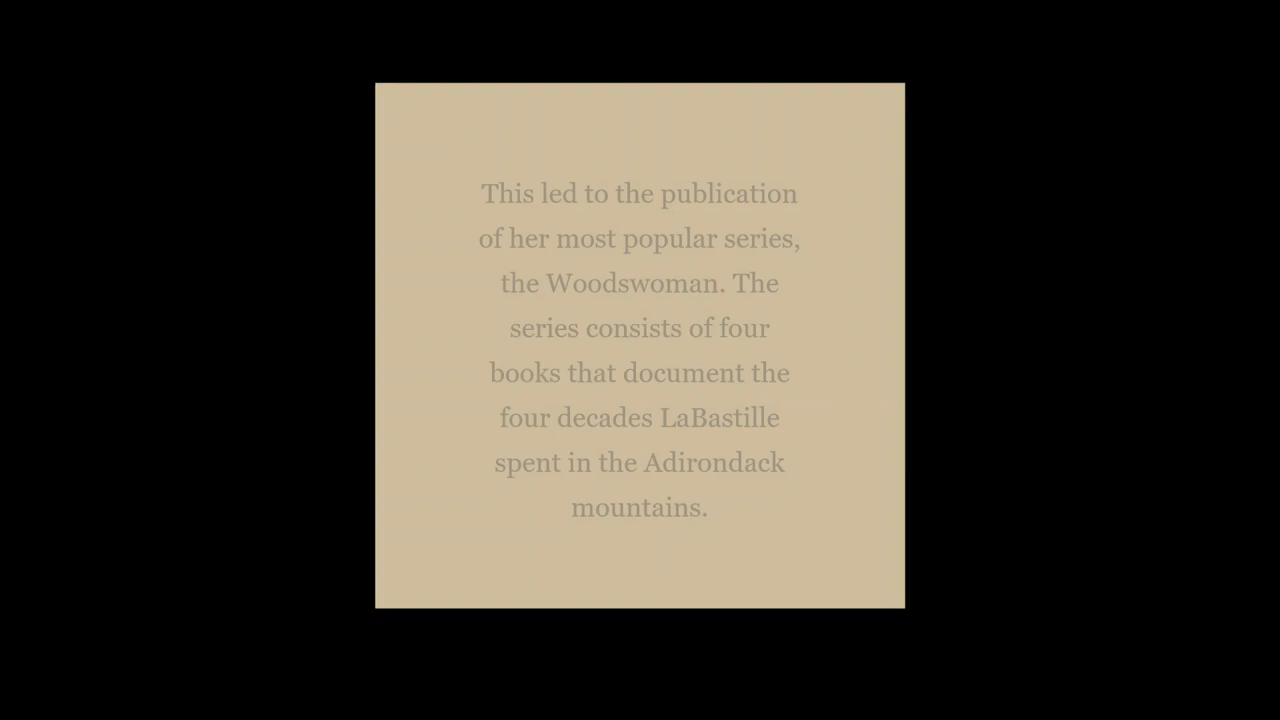 This led to the publication
of her most popular series,
the Woodswoman. The
series consists of four
books that document the
four decades LaBastille
spent in the Adirondack
mountains.